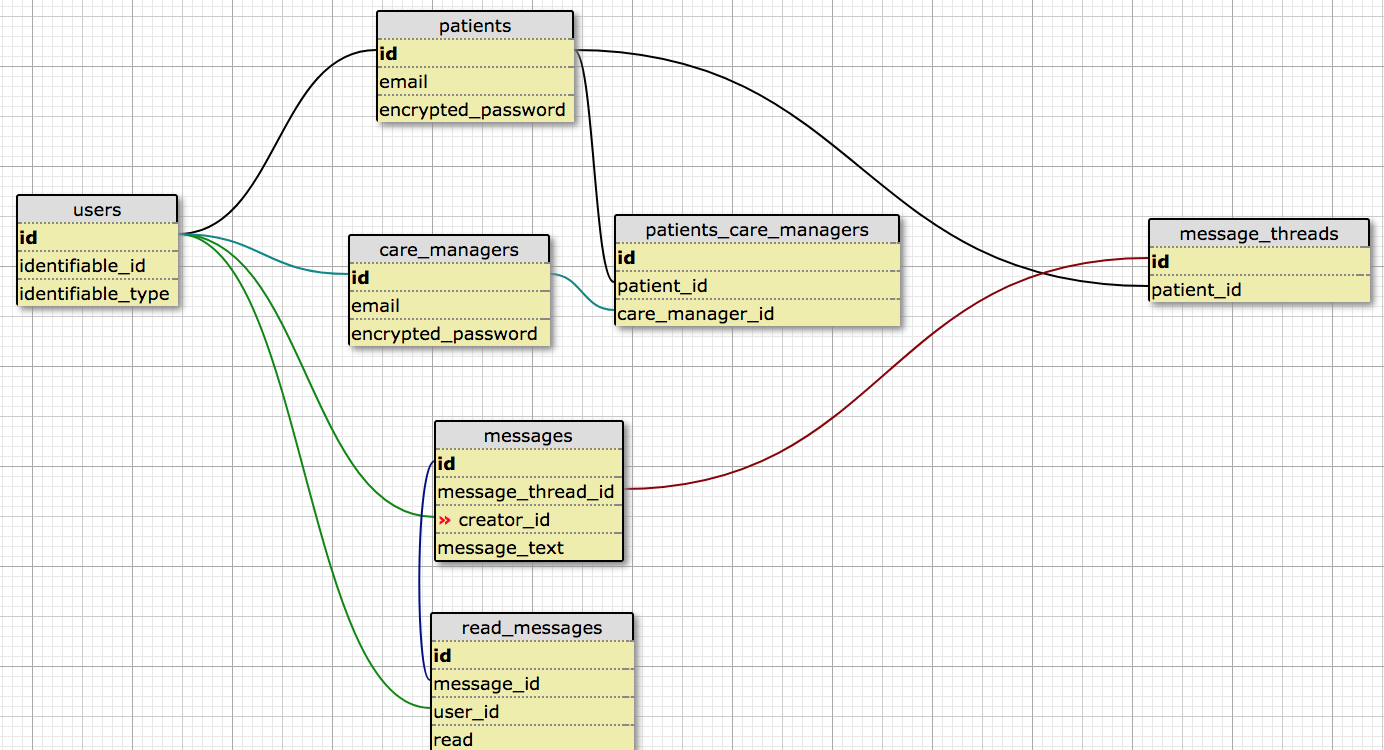 patients
id
email
encrypted_password
users
id
identifiable_id
identifiable_type
care_managers
id
email
encrypted_password
patients_care_managers
id
patient_id
care_manager_id
message_threads
id
patient_id
messages
id
message_thread_id
» creator_id
message_text
read_messages
id
message_id
user_id
read